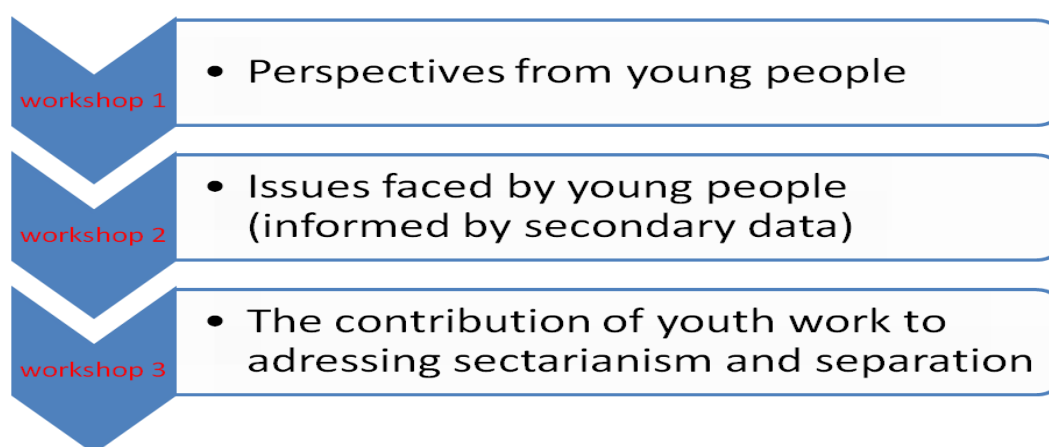 workshop 1
• Perspectives from young people
workshop 2
• Issues faced by young people
(informed by secondary data)
workshop 3
• The contribution of youth work to
adressing sectarianism and separation